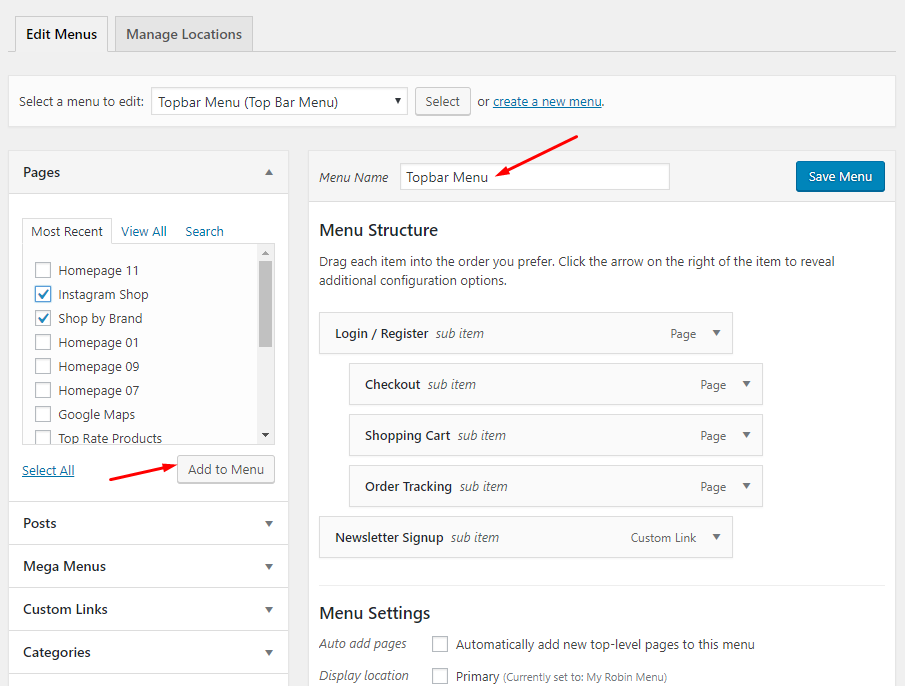 Edit Menus
Manage Locations
Select a menu to edit: Topbar Menu (Top Bar Menu) Select or create a new menu.
Pages
Most Recent View All Search
Homepage 11
Instagram Shop
Shop by Brand
Homepage 01
Homepage 09
Homepage 07
Google Maps
Top Rate Products
Select All Add to Menu
Posts
Mega Menus
Custom Links
Categories
Menu Name Topbar Menu Save Menu
Menu Structure
Drag each item into the order you prefer. Click the arrow on the right of the item to reveal
additional configuration options.
Login / Register sub item Page
Checkout sub item Page
Shopping Cart sub item Page
Order Tracking sub item Page
Newsletter Signup sub item Custom Link
Menu Settings
Auto add pages Automatically add new top-level pages to this menu
Display location Primary (Currently set to: My Robin Menu)